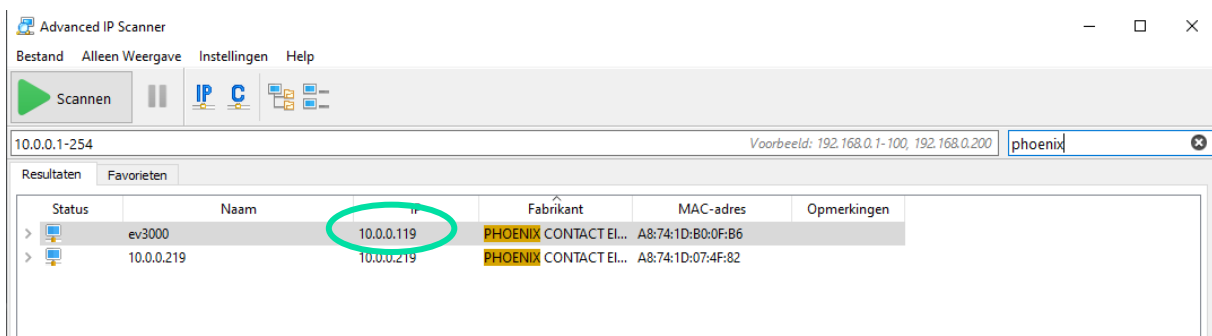 Advanced IP Scanner
Bestand Alleen Weergave Instellingen Help
Scannen IP C
10.0.0.1-254 Voorbeeld: 192.168.0.1-100, 192.168.0.200 phoenix
Resultaten Favorieten
Status Naam IP Fabrikant MAC-adres Opmerkingen
ev3000 10.0.0.119 PHOENIX CONTACT El... A8:74:1D:B0:0F:B6
10.0.0.219 10.0.0.219 PHOENIX CONTACT El... A8:74:1D:07:4F:82